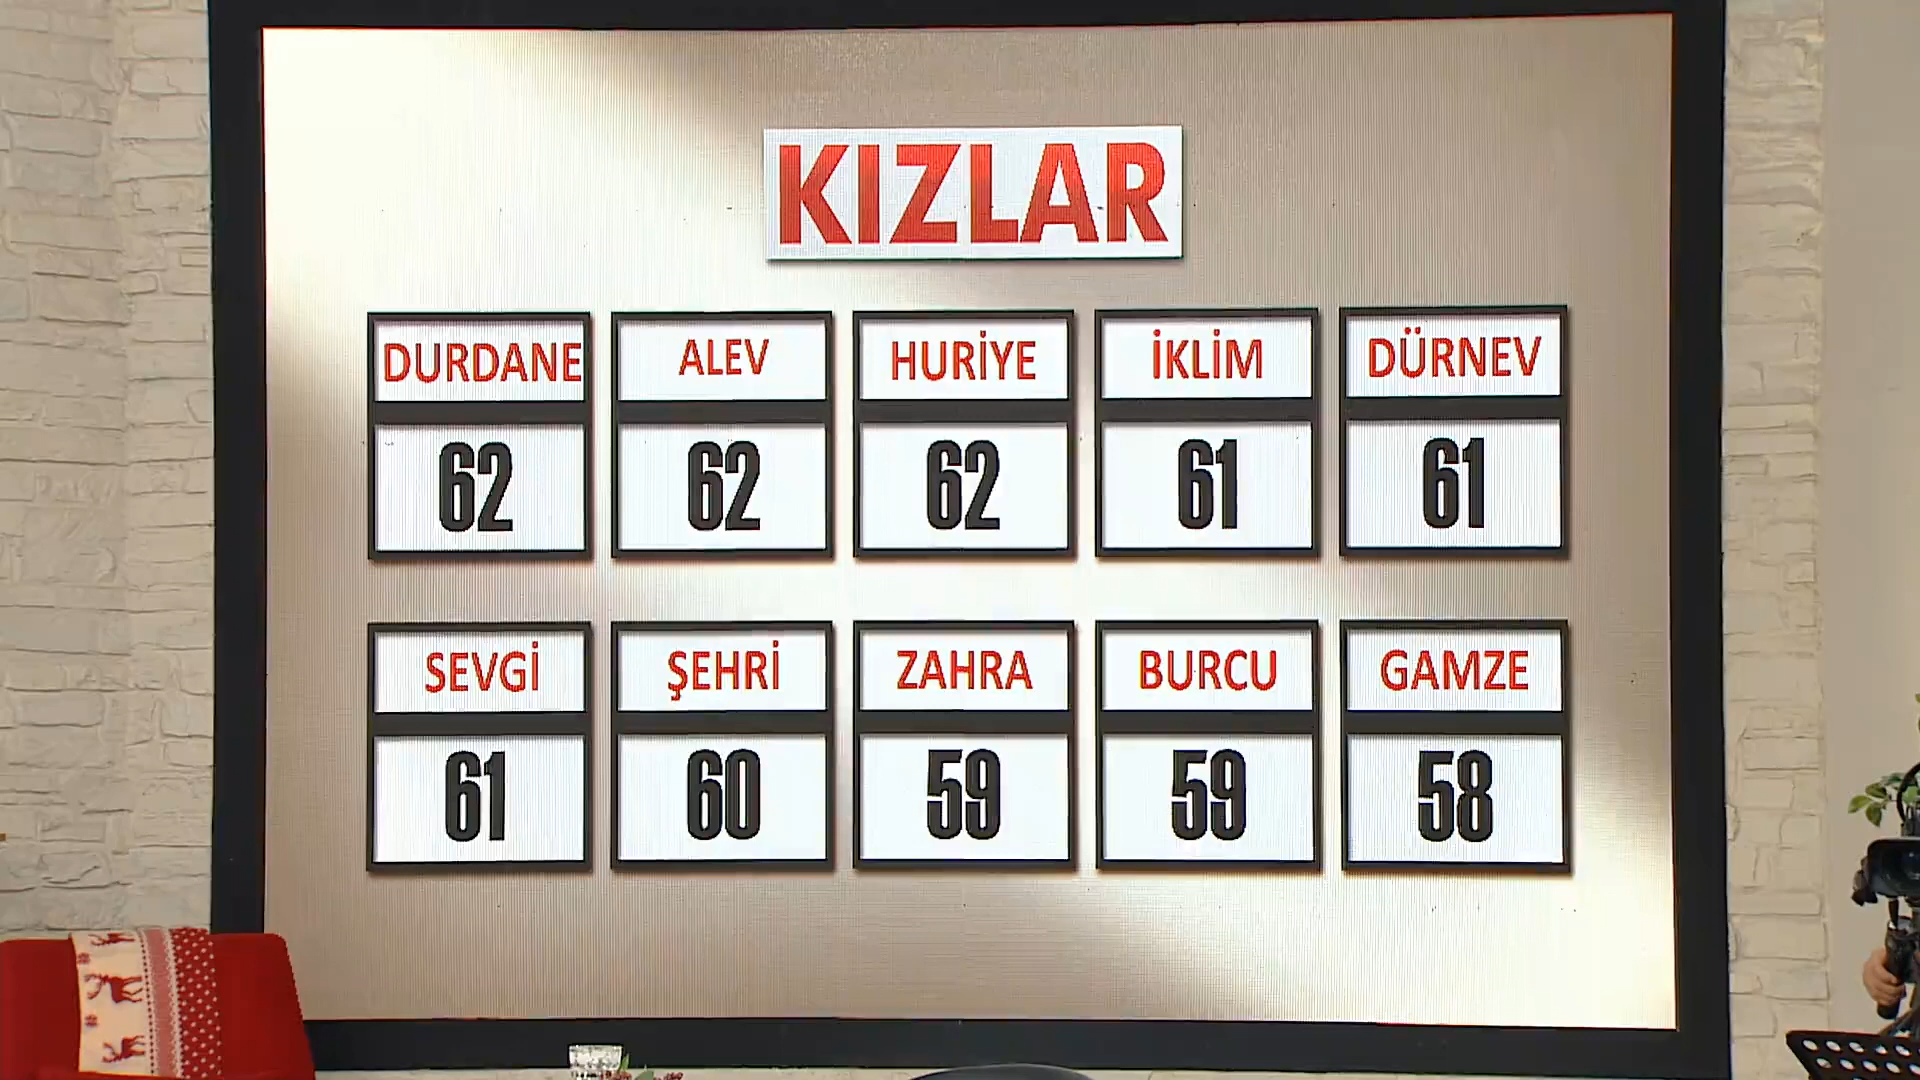 KIZLAR
DURDANE ALEV HURİYE İKLİM DÜRNEV
62 62 62 61 61
SEVGİ ŞEHRİ ZAHRA BURCU GAMZE
61 60 59 59 58